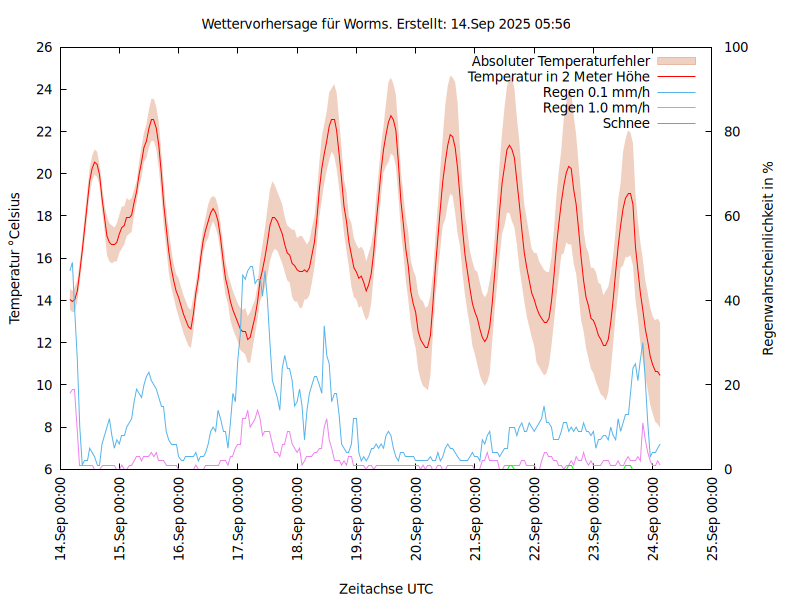 Wettervorhersage für Worms. Erstellt: 14.Sep 2025 05:56
Absoluter Temperaturfehler
Temperatur in 2 Meter Höhe
Regen 0.1 mm/h
Regen 1.0 mm/h
Schnee
Temperatur °Celsius
26
24
22
20
18
16
14
12
10
8
6
Regenwahrscheinlichkeit in %
100
80
60
40
20
0
14.Sep 00:00
15.Sep 00:00
16.Sep 00:00
17.Sep 00:00
18.Sep 00:00
19.Sep 00:00
20.Sep 00:00
21.Sep 00:00
22.Sep 00:00
23.Sep 00:00
24.Sep 00:00
25.Sep 00:00
Zeitachse UTC